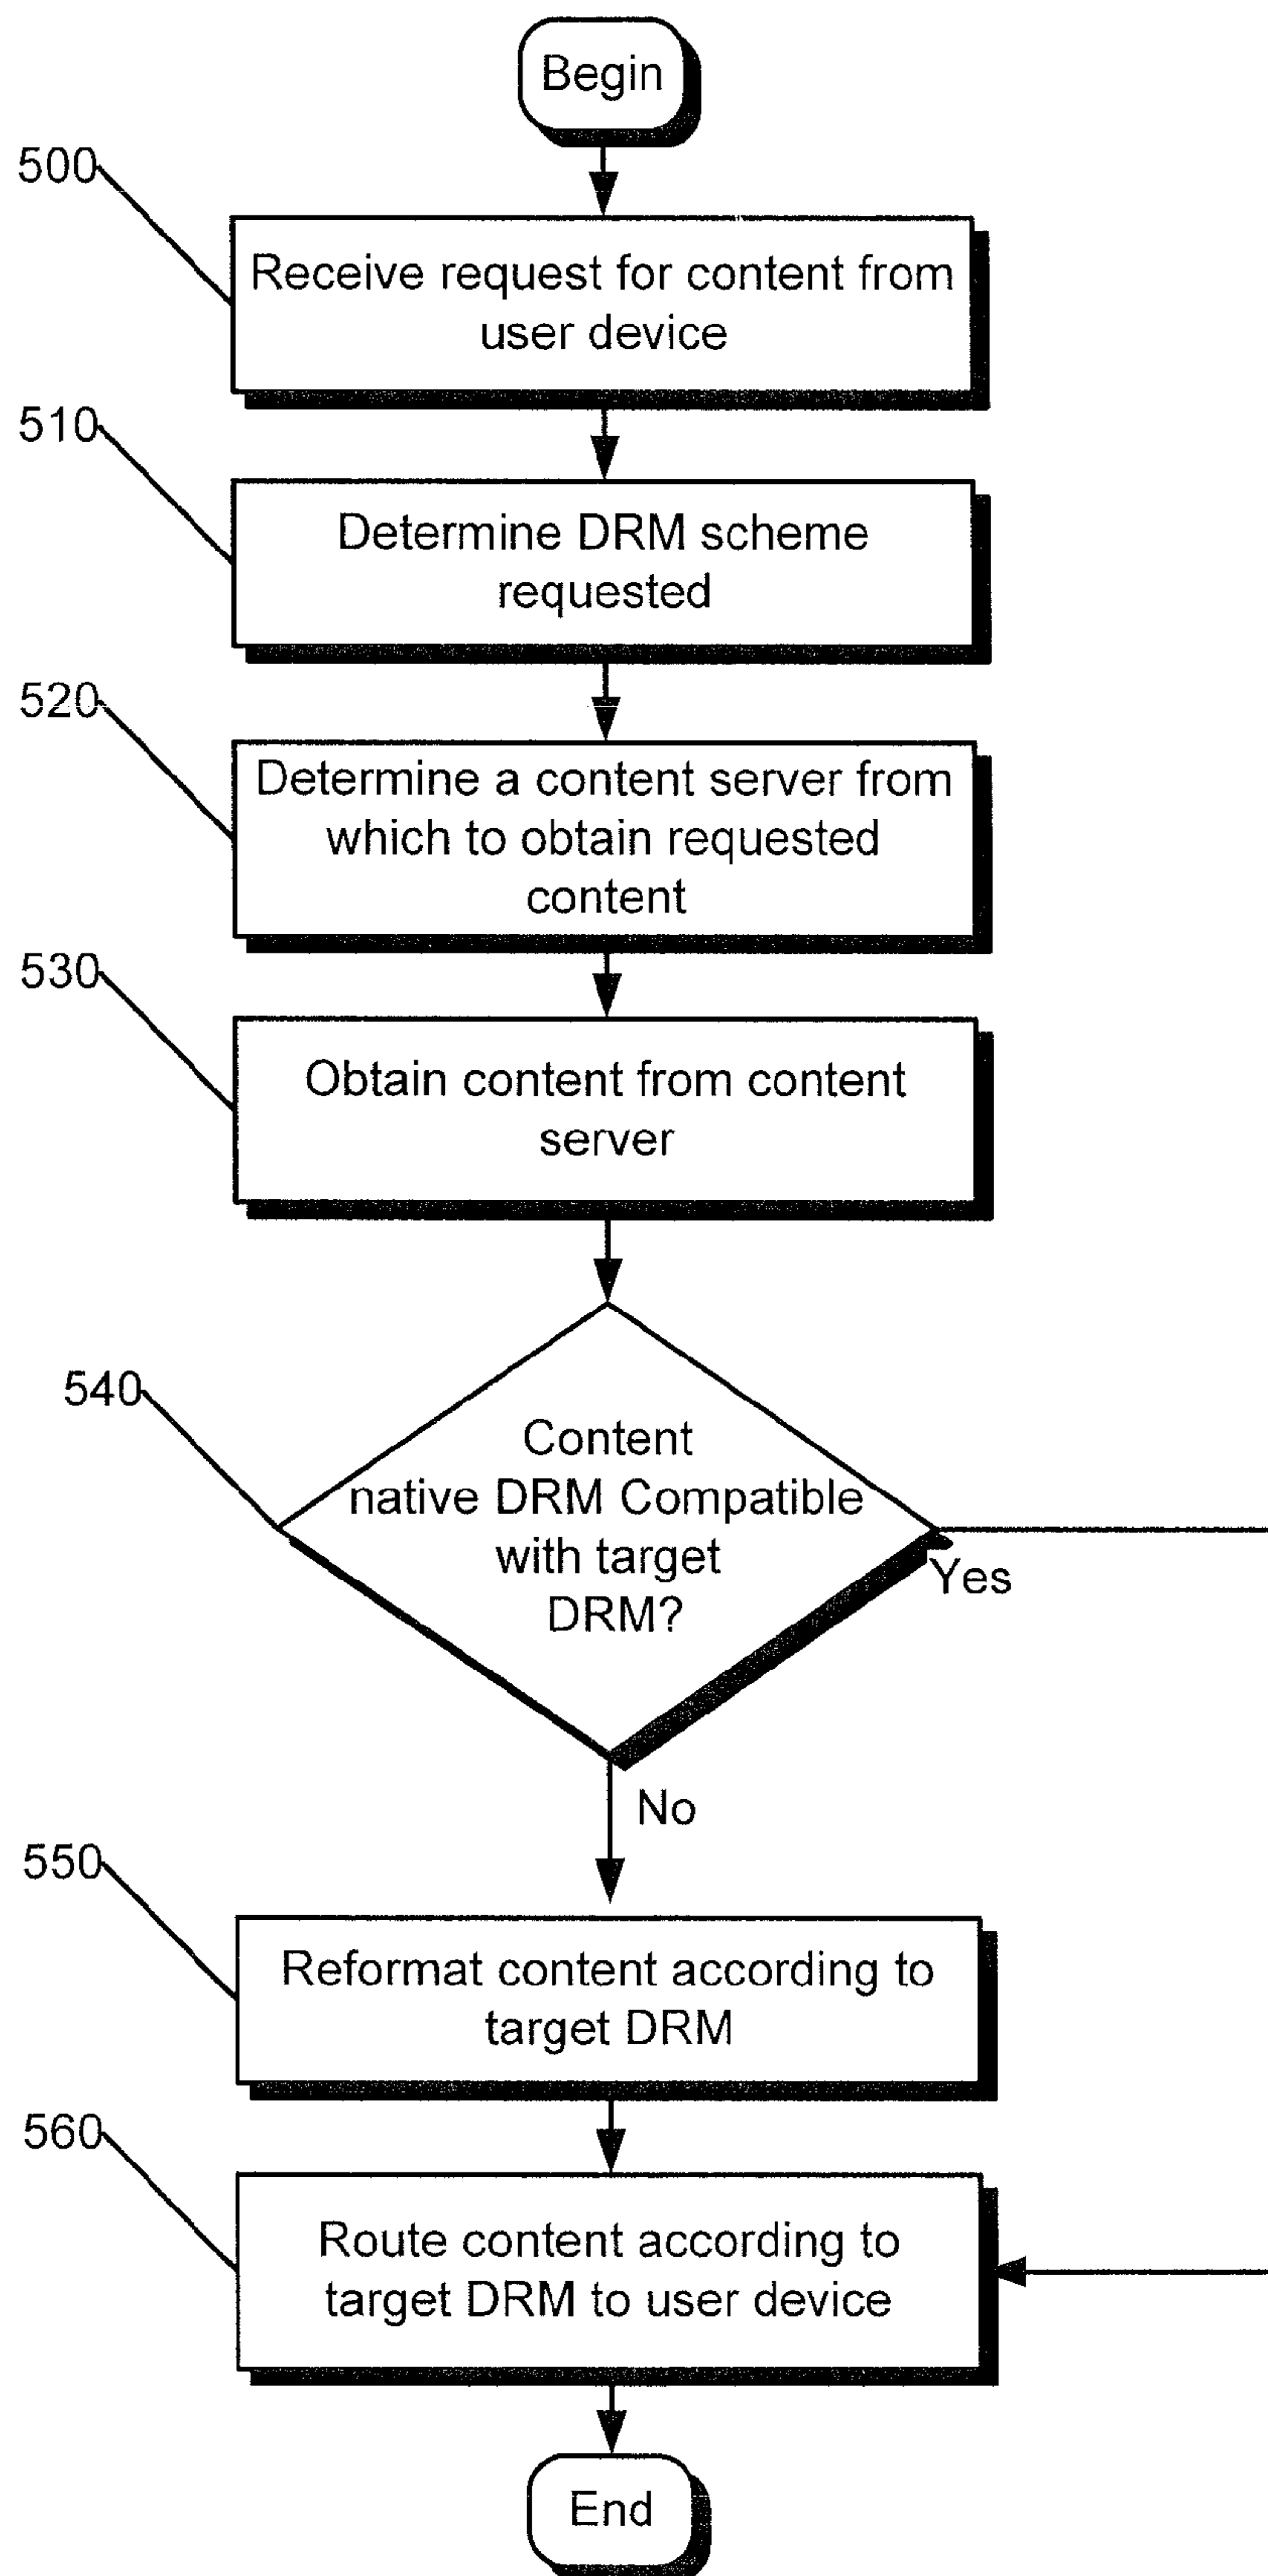 Begin
500
Receive request for content from
user device
510
Determine DRM scheme
requested
520
Determine a content server from
which to obtain requested
content
530
Obtain content from content
server
540
Content
native DRM Compatible
with target
DRM?
Yes
No
550
Reformat content according to
target DRM
560
Route content according to
target DRM to user device
End